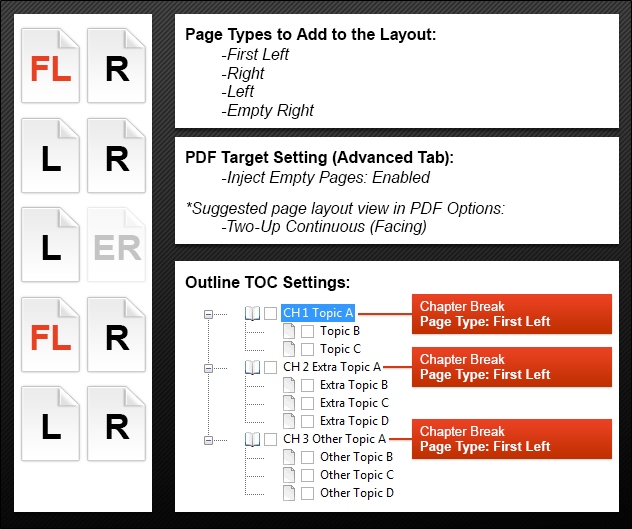 FL R
L R
L ER
FL R
L R
Page Types to Add to the Layout:
-First Left
-Right
-Left
-Empty Right
PDF Target Setting (Advanced Tab):
-Inject Empty Pages: Enabled
*Suggested page layout view in PDF Options:
-Two-Up Continuous (Facing)
Outline TOC Settings:
CH 1 Topic A
Chapter Break
Page Type: First Left
Topic B
Topic C
CH 2 Extra Topic A
Chapter Break
Page Type: First Left
Extra Topic B
Extra Topic C
Extra Topic D
CH 3 Other Topic A
Chapter Break
Page Type: First Left
Other Topic B
Other Topic C
Other Topic D